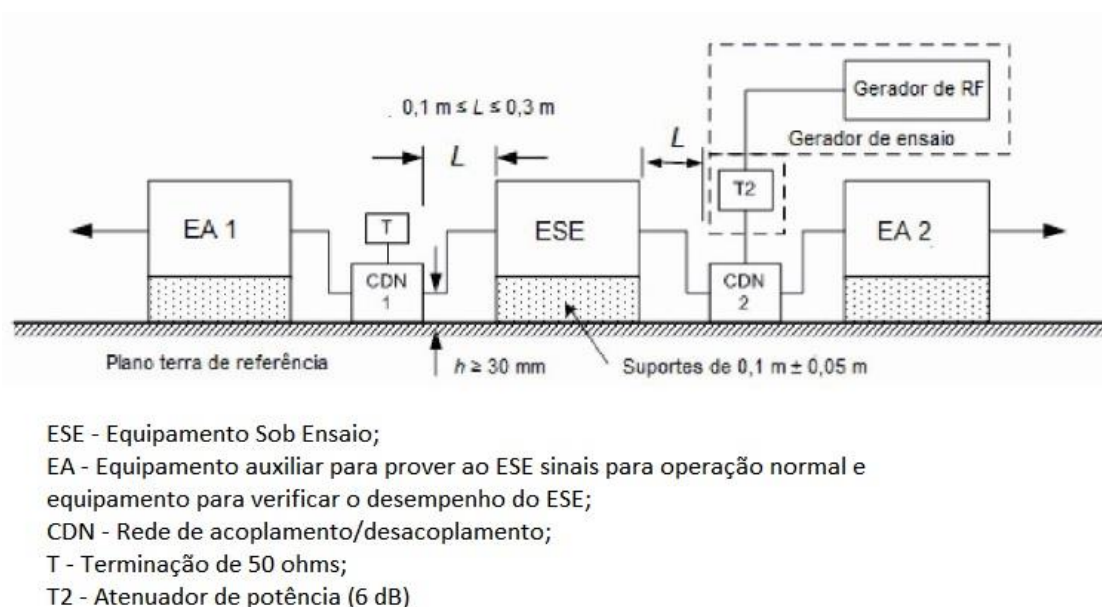 Gerador de RF
0,1 m ≤ L ≤ 0,3 m
Gerador de ensaio
L
L
T2
EA 1
T
ESE
EA 2
CDN
1
CDN
2
Plano terra de referência
h ≥ 30 mm
Suportes de 0,1 m ± 0,05 m
ESE - Equipamento Sob Ensaio;
EA - Equipamento auxiliar para prover ao ESE sinais para operação normal e
equipamento para verificar o desempenho do ESE;
CDN - Rede de acoplamento/desacoplamento;
T - Terminação de 50 ohms;
T2 - Atenuador de potência (6 dB)